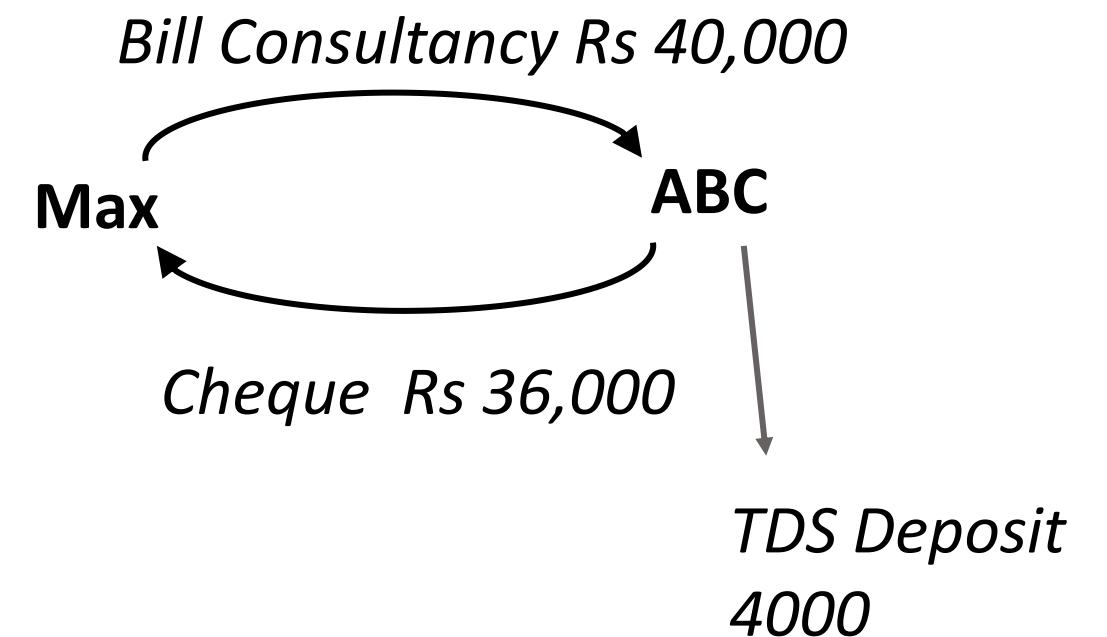 Bill Consultancy Rs 40,000
Max
ABC
Cheque Rs 36,000
TDS Deposit
4000